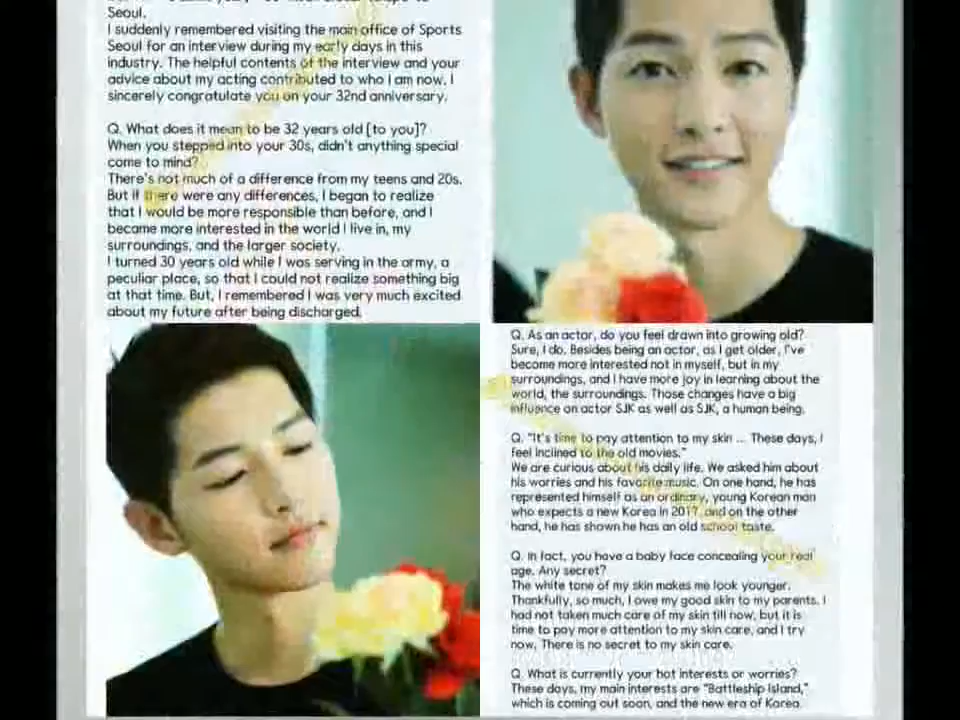 Seoul.
I suddenly remembered visiting the main office of Sports
Seoul for an interview during my early days in this
industry. The helpful contents of the interview and your
advice about my acting contributed to who I am now. I
sincerely congratulate you on your 32nd anniversary.
Q. What does it mean to be 32 years old [to you]?
When you stepped into your 30s, didn't anything special
come to mind?
There's not much of a difference from my teens and 20s.
But if there were any differences, I began to realize
that I would be more responsible than before, and I
became more interested in the world I live in, my
surroundings, and the larger society.
I turned 30 years old while I was serving in the army, a
peculiar place, so that I could not realize something big
at that time. But, I remembered I was very much excited
about my future after being discharged.
Q. As an actor, do you feel drawn into growing old?
Sure, I do. Besides being an actor, as I get older, I've
become more interested not in myself, but in my
surroundings, and I have more joy in learning about the
world, the surroundings. Those changes have a big
influence on actor SJK as well as SJK, a human being.
Q. "It's time to pay attention to my skin ... These days, I
feel inclined to the old movies."
We are curious about his daily life. We asked him about
his worries and his favorite music. On one hand, he has
represented himself as an ordinary, young Korean man
who expects a new Korea in 2017, and on the other
hand, he has shown he has an old school taste.
Q. In fact, you have a baby face concealing your real
age. Any secret?
The white tone of my skin makes me look younger.
Thankfully, so much, I owe my good skin to my parents. I
had not taken much care of my skin till now, but it is
time to pay more attention to my skin care, and I try
now. There is no secret to my skin care.
Q. What is currently your hot interests or worries?
These days, my main interests are "Battleship Island,"
which is coming out soon, and the new era of Korea.